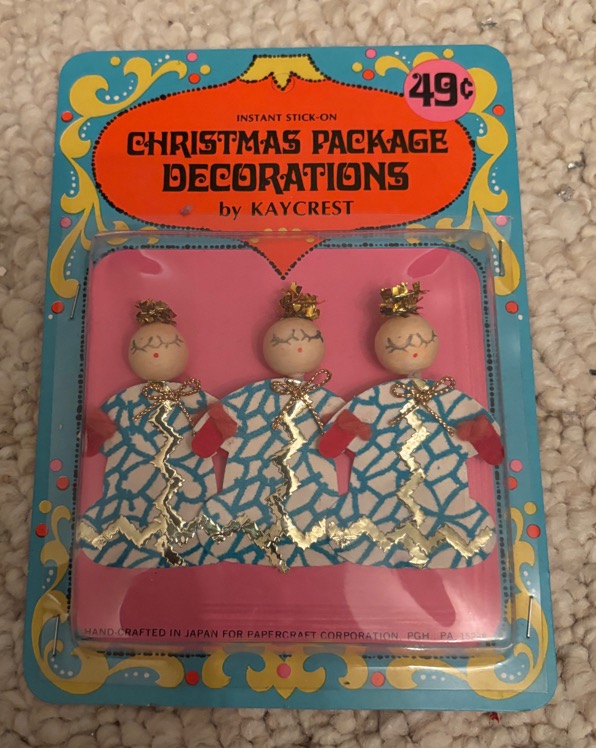 49¢
INSTANT STICK-ON
CHRISTMAS PACKAGE
DECORATIONS
by KAYCREST
HAND-CRAFTED IN JAPAN FOR PAPERCRAFT CORPORATION, PGH., PA.